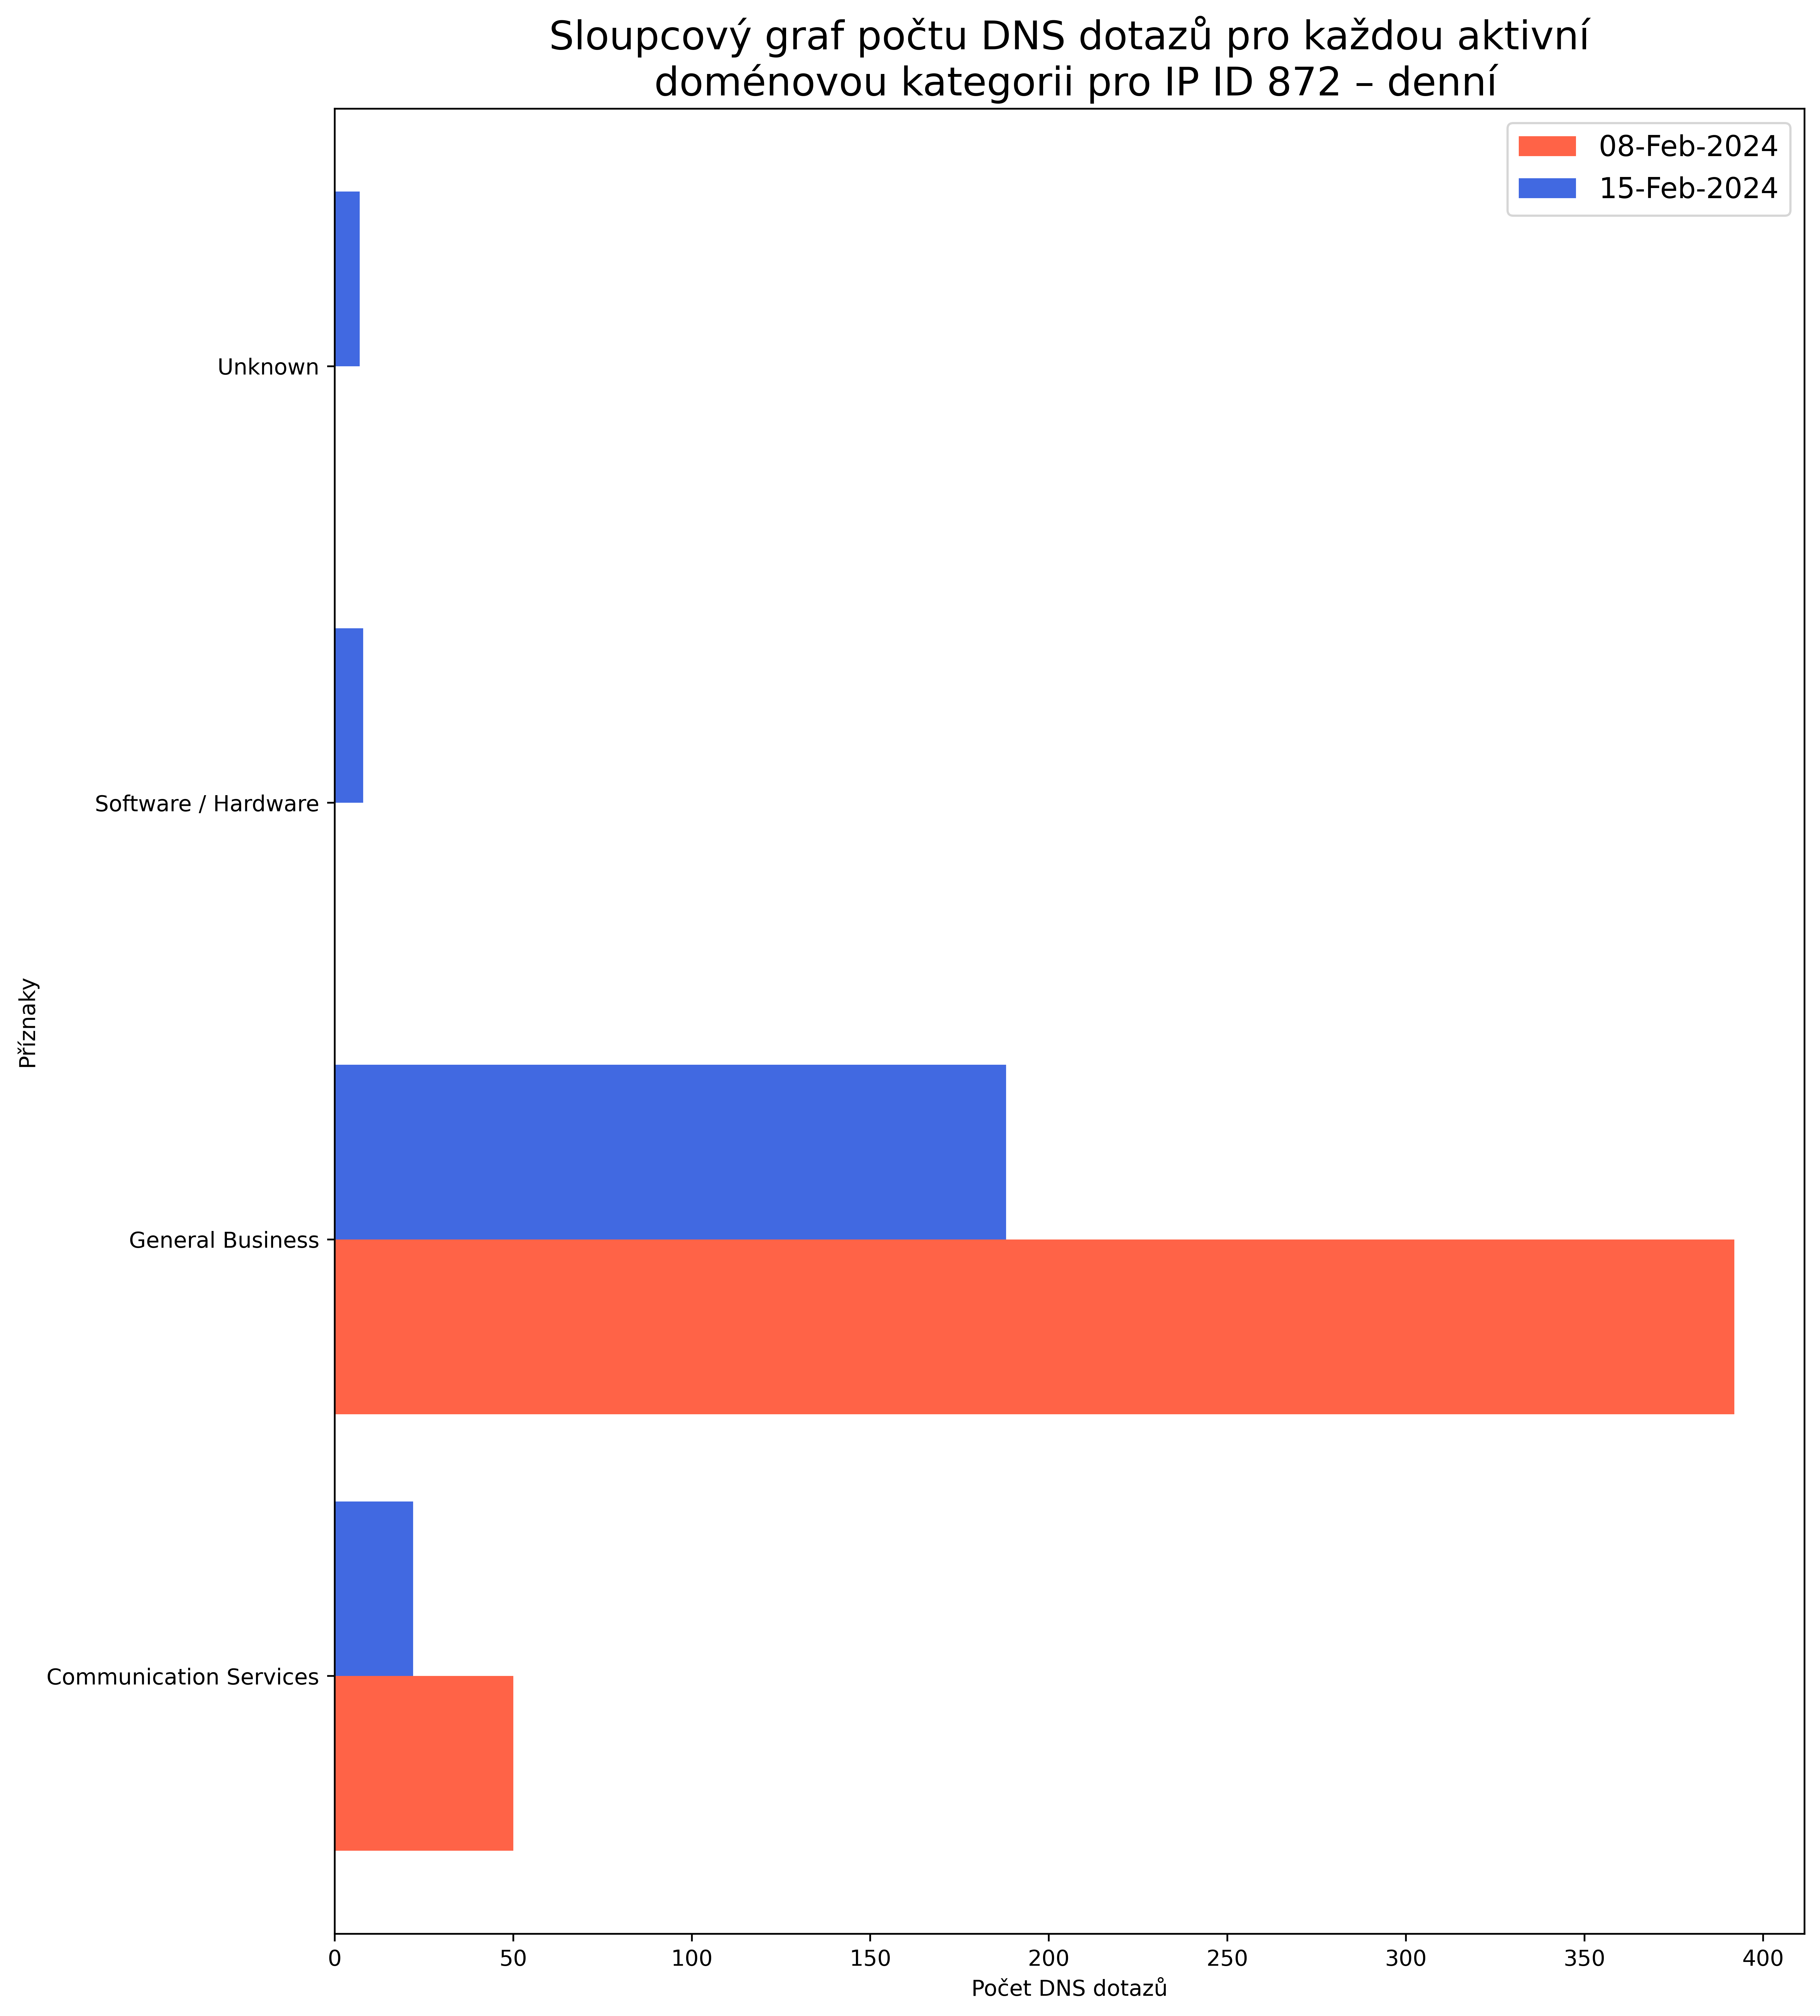 Sloupcový graf počtu DNS dotazů pro každou aktivní
doménovou kategorii pro IP ID 872 – denní
08-Feb-2024
15-Feb-2024
Unknown
Software / Hardware
General Business
Communication Services
Příznaky
0 50 100 150 200 250 300 350 400
Počet DNS dotazů